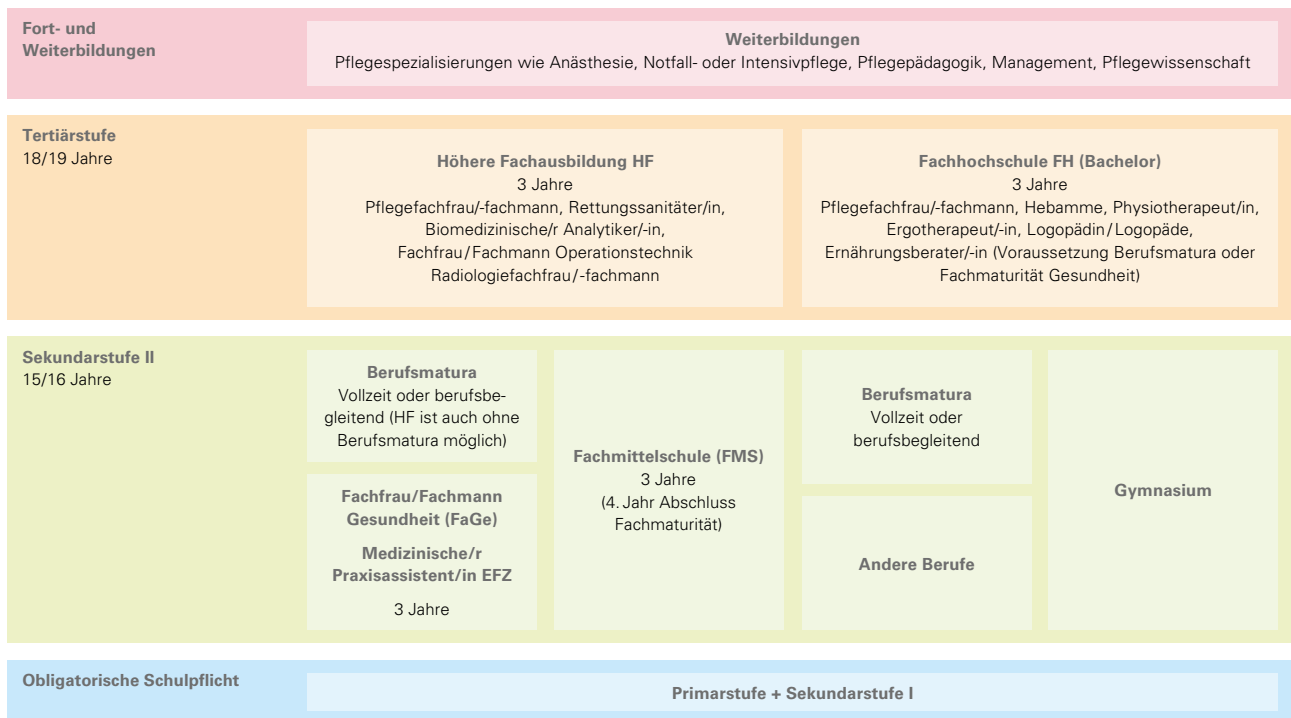 Fort- und
Weiterbildungen
Weiterbildungen
Pflegespezialisierungen wie Anästhesie, Notfall- oder Intensivpflege, Pflegepädagogik, Management, Pflegewissenschaft
Tertiärstufe
18/19 Jahre
Höhere Fachausbildung HF
3 Jahre
Pflegefachfrau/-fachmann, Rettungssanitäter/in,
Biomedizinische/r Analytiker/-in,
Fachfrau/Fachmann Operationstechnik
Radiologiefachfrau/-fachmann
Fachhochschule FH (Bachelor)
3 Jahre
Pflegefachfrau/-fachmann, Hebamme, Physiotherapeut/in,
Ergotherapeut/-in, Logopädin/Logopäde,
Ernährungsberater/-in (Voraussetzung Berufsmatura oder
Fachmaturität Gesundheit)
Sekundarstufe II
15/16 Jahre
Berufsmatura
Vollzeit oder berufsbe-
gleitend (HF ist auch ohne
Berufsmatura möglich)
Fachfrau/Fachmann
Gesundheit (FaGe)
Medizinische/r
Praxisassistent/in EFZ
3 Jahre
Fachmittelschule (FMS)
3 Jahre
(4. Jahr Abschluss
Fachmaturität)
Berufsmatura
Vollzeit oder
berufsbegleitend
Andere Berufe
Gymnasium
Obligatorische Schulpflicht
Primarstufe + Sekundarstufe I